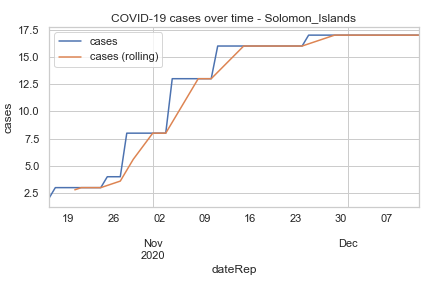 COVID-19 cases over time - Solomon_Islands
cases
cases (rolling)
17.5
15.0
12.5
10.0
7.5
5.0
2.5
cases
19 26 02 09 16 23 30 07
Nov Dec
2020
dateRep